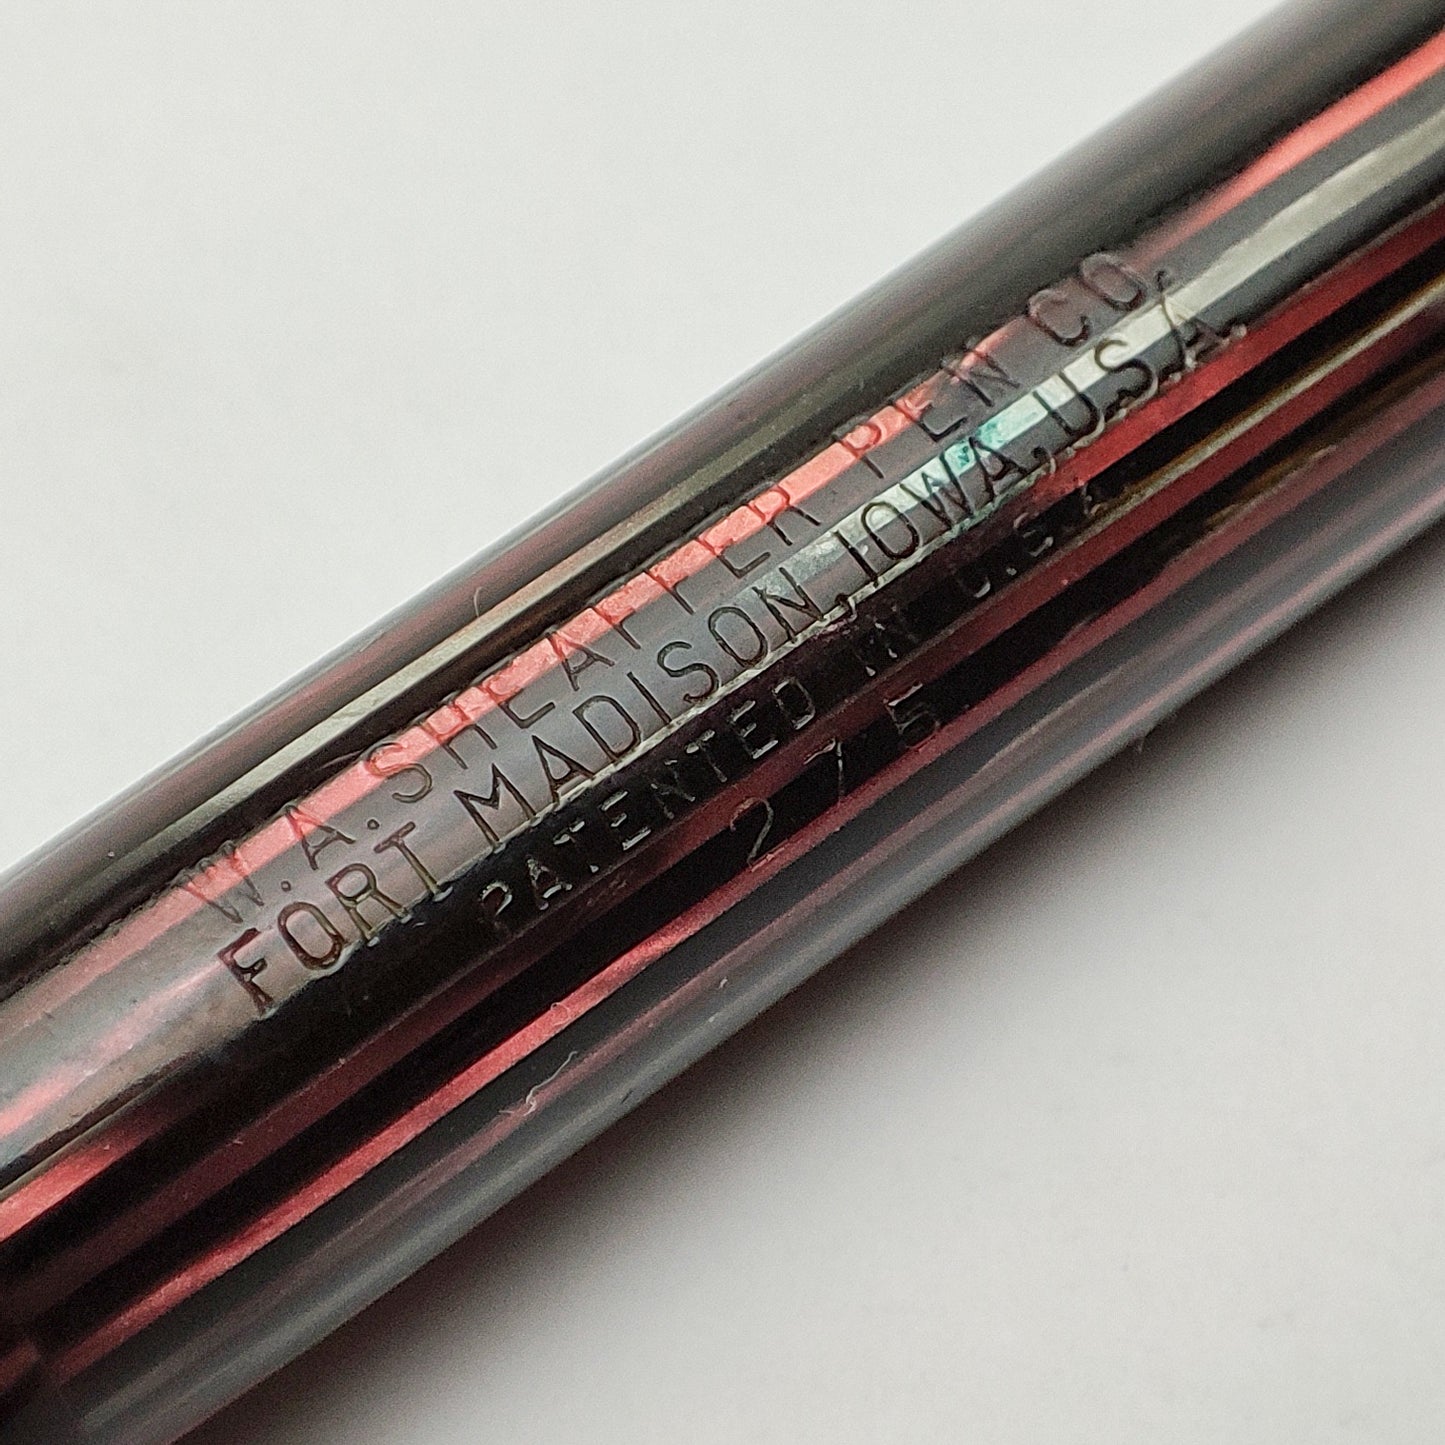 W.A.SHEAFFER PEN CO.
FORT MADISON, IOWA, U.S.A.
PATENTED IN U.S.A.
275